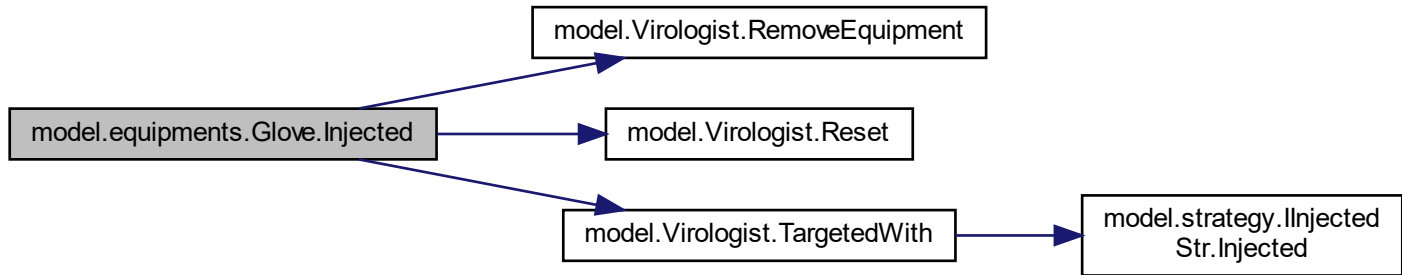 model.Virologist.RemoveEquipment
model.equipments.Glove.Injected
model.Virologist.Reset
model.Virologist.TargetedWith
model.strategy.IInjected
Str.Injected